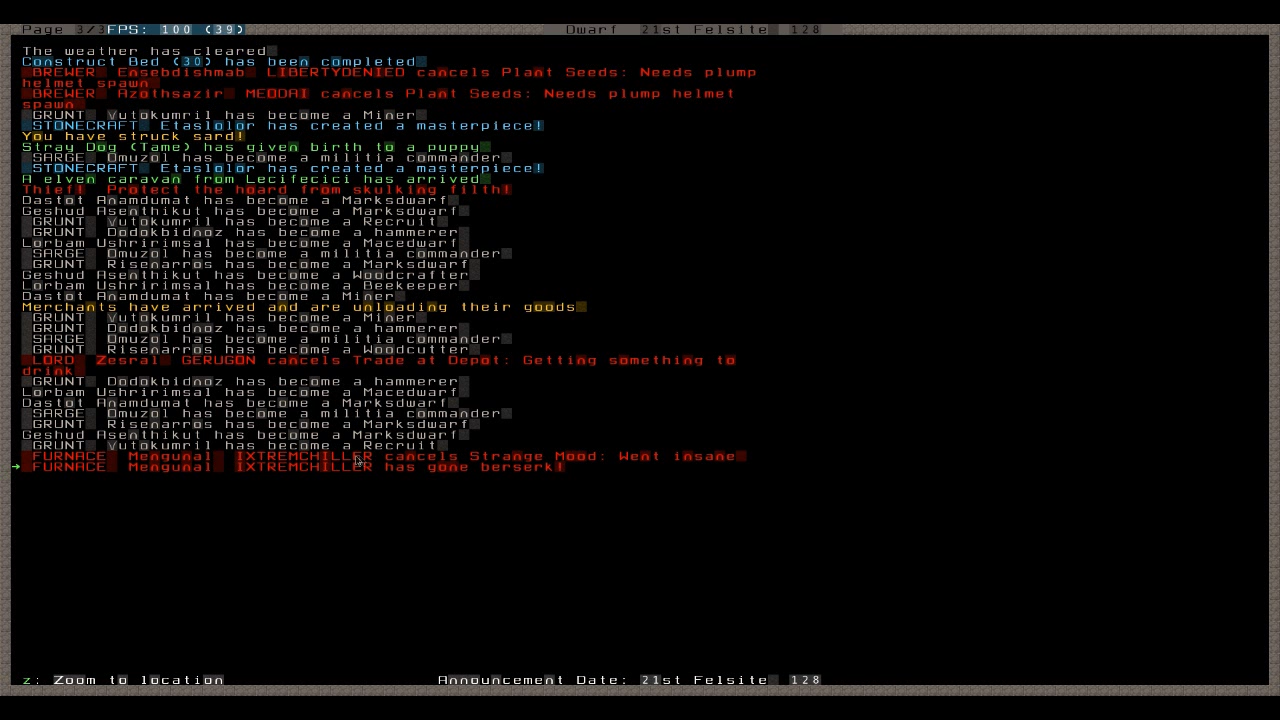 Page 3/3 FPS: 100 (39) Dwarf 21st Felsite 128
The weather has cleared
Construct Bed (30) has been completed
BREWER Ensebdishmab LIBERTYDENIED cancels Plant Seeds: Needs plump
helmet spawn
BREWER Azothsazir MEODAI cancels Plant Seeds: Needs plump helmet
spawn
GRUNT Vutokumril has become a Miner
STONECRAFT Etaslolor has created a masterpiece!
You have struck sard!
Stray Dog (Tame) has given birth to a puppy
SARGE Omuzol has become a militia commander
STONECRAFT Etaslolor has created a masterpiece!
A elven caravan from Lecifecici has arrived
Thief! Protect the hoard from skulking filth!
Dastot Anamdumat has become a Marksdwarf
Geshud Asenthikut has become a Marksdwarf
GRUNT Vutokumril has become a Recruit
GRUNT Dodokbidnoz has become a hammerer
Lorbam Ushririmsal has become a Macedwarf
SARGE Omuzol has become a militia commander
GRUNT Risenarros has become a Marksdwarf
Geshud Asenthikut has become a Woodcrafter
Lorbam Ushririmsal has become a Beekeeper
Dastot Anamdumat has become a Miner
Merchants have arrived and are unloading their goods
GRUNT Vutokumril has become a Miner
GRUNT Dodokbidnoz has become a hammerer
SARGE Omuzol has become a militia commander
GRUNT Risenarros has become a Woodcutter
LORD Zesral GERUGON cancels Trade at Depot: Getting something to
drink
GRUNT Dodokbidnoz has become a hammerer
Lorbam Ushririmsal has become a Macedwarf
Dastot Anamdumat has become a Marksdwarf
SARGE Omuzol has become a militia commander
GRUNT Risenarros has become a Marksdwarf
Geshud Asenthikut has become a Marksdwarf
GRUNT Vutokumril has become a Recruit
FURNACE Mengunal IXTREMCHILLER cancels Strange Mood: Went insane
FURNACE Mengunal IXTREMCHILLER has gone berserk!
z: Zoom to location Announcement Date: 21st Felsite 128